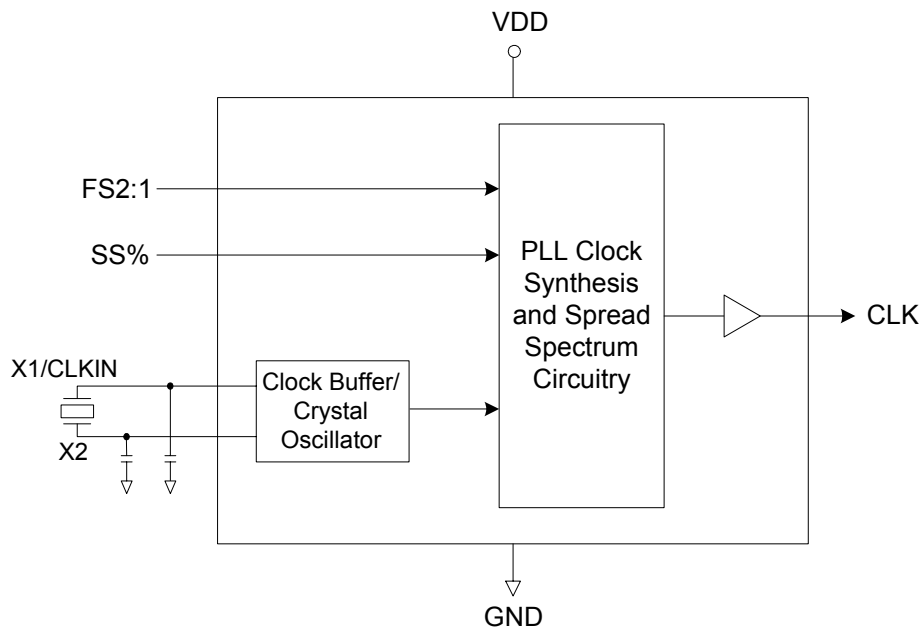 VDD
FS2:1
SS%
PLL Clock
Synthesis
and Spread
Spectrum
Circuitry
CLK
X1/CLKIN
X2
Clock Buffer/
Crystal
Oscillator
GND